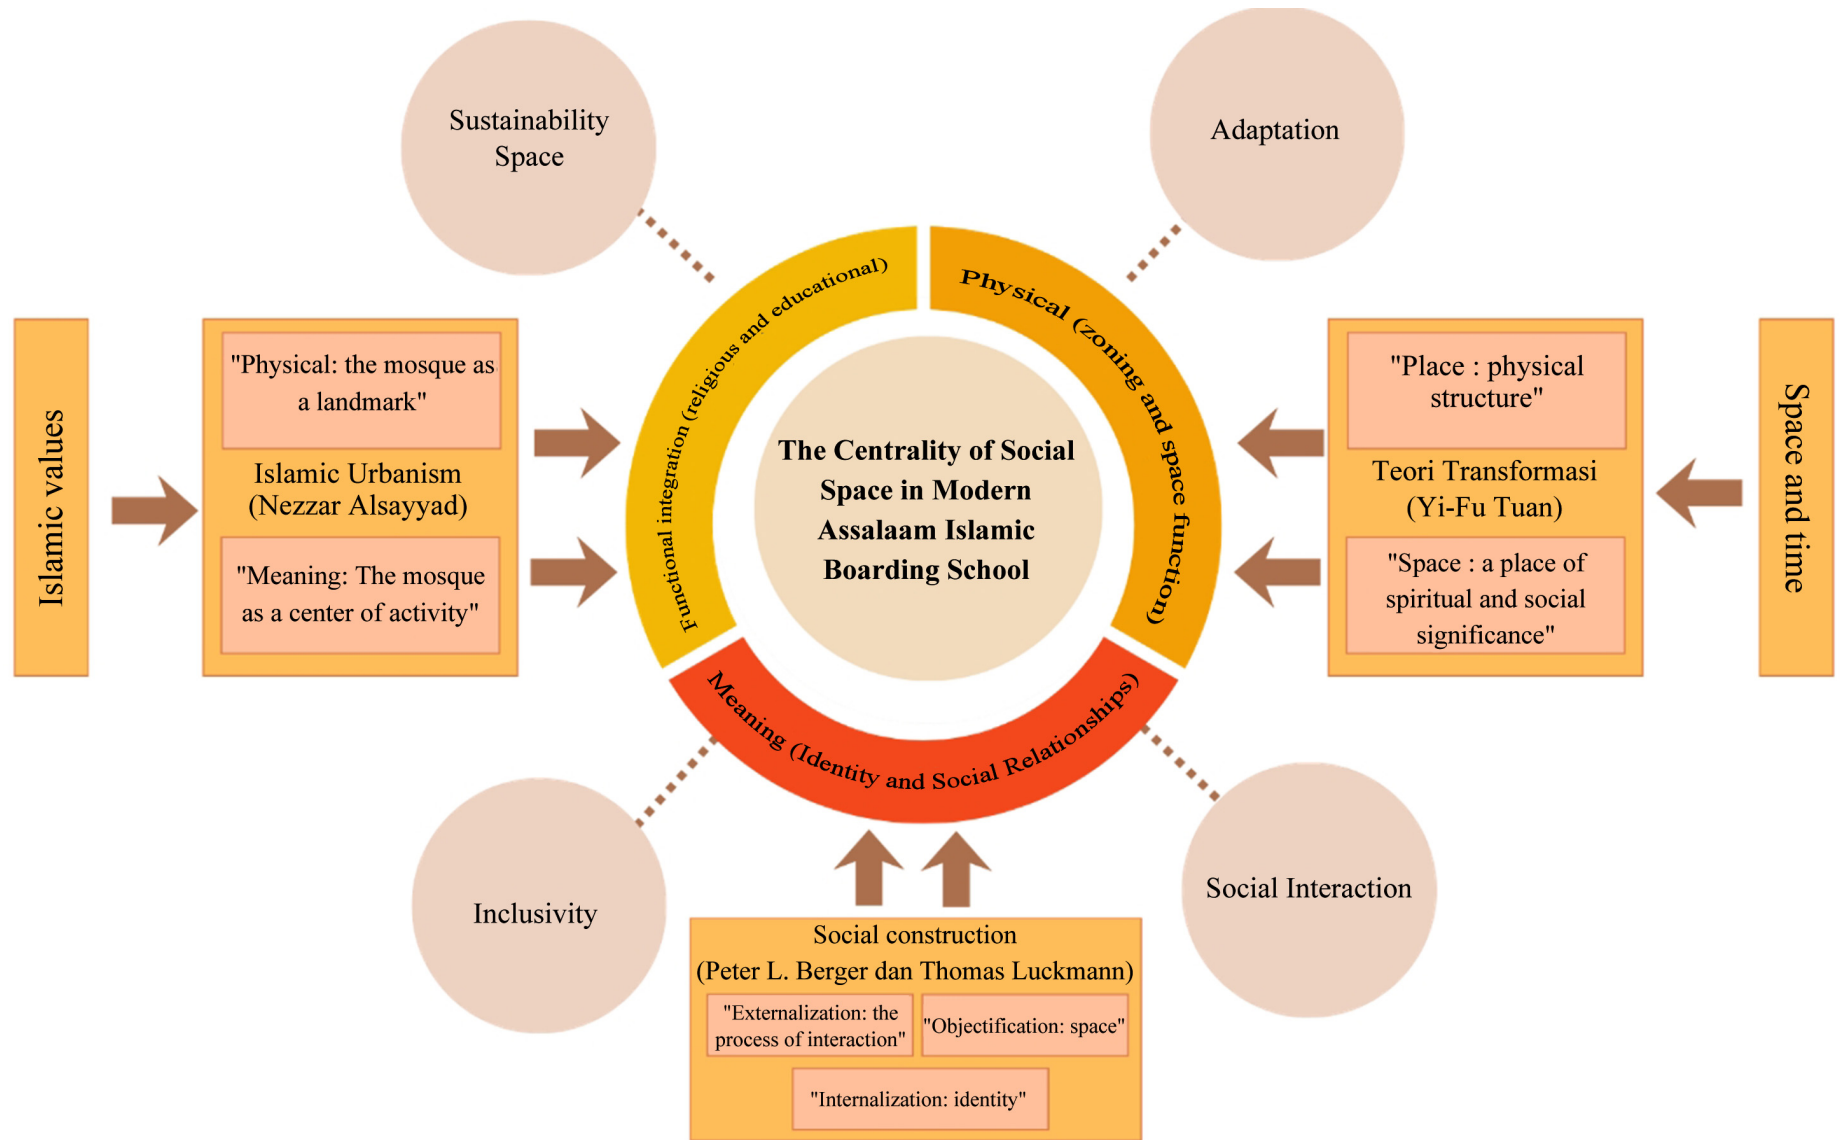 Sustainability
Space
Adaptation
Functional integration (religious and educational)
Physical (zoning and space function)
Meaning (Identity and Social Relationships)
The Centrality of Social
Space in Modern
Assalaam Islamic
Boarding School
Islamic values
"Physical: the mosque as
a landmark"
Islamic Urbanism
(Nezzar Alsayyad)
"Meaning: The mosque
as a center of activity"
"Place : physical
structure"
Teori Transformasi
(Yi-Fu Tuan)
"Space : a place of
spiritual and social
significance"
Space and time
Inclusivity
Social Interaction
Social construction
(Peter L. Berger dan Thomas Luckmann)
"Externalization: the
process of interaction"
"Objectification: space"
"Internalization: identity"